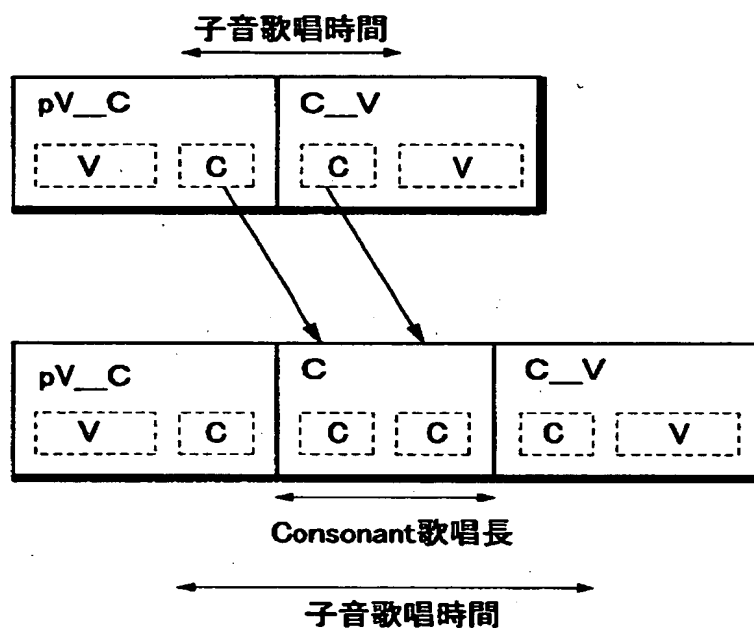 子音歌唱時間
pV__C C__V
V C C V
pV__C C C__V
V C C C C V
Consonant歌唱長
子音歌唱時間